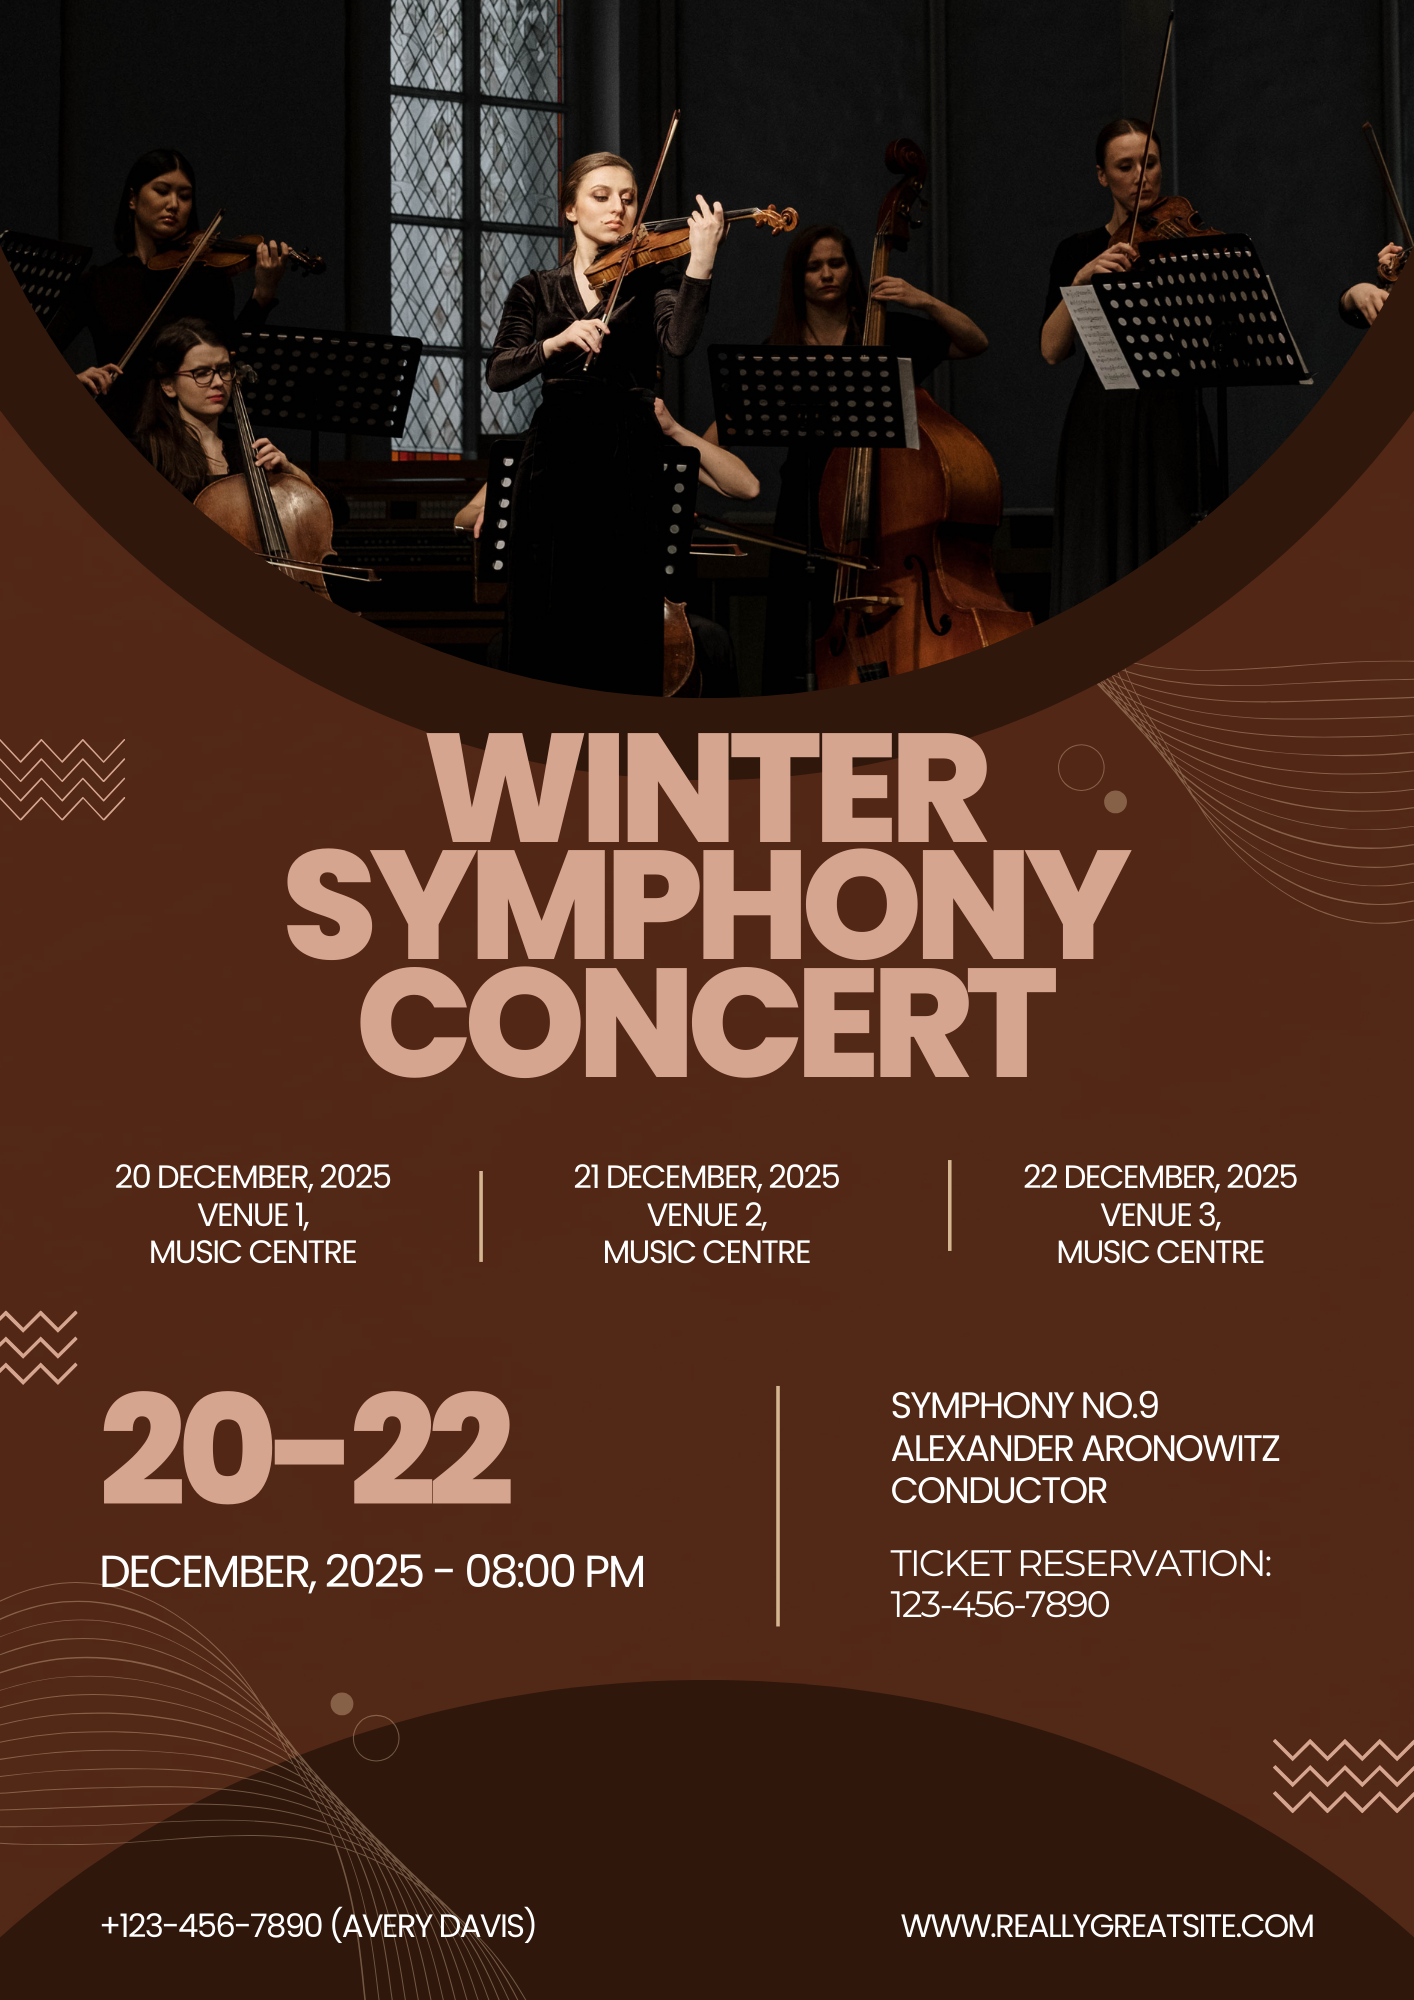 WINTER
SYMPHONY
CONCERT
20 DECEMBER, 2025
VENUE 1,
MUSIC CENTRE
21 DECEMBER, 2025
VENUE 2,
MUSIC CENTRE
22 DECEMBER, 2025
VENUE 3,
MUSIC CENTRE
20-22
DECEMBER, 2025 - 08:00 PM
SYMPHONY NO.9
ALEXANDER ARONOWITZ
CONDUCTOR
TICKET RESERVATION:
123-456-7890
+123-456-7890 (AVERY DAVIS)
WWW.REALLYGREATSITE.COM